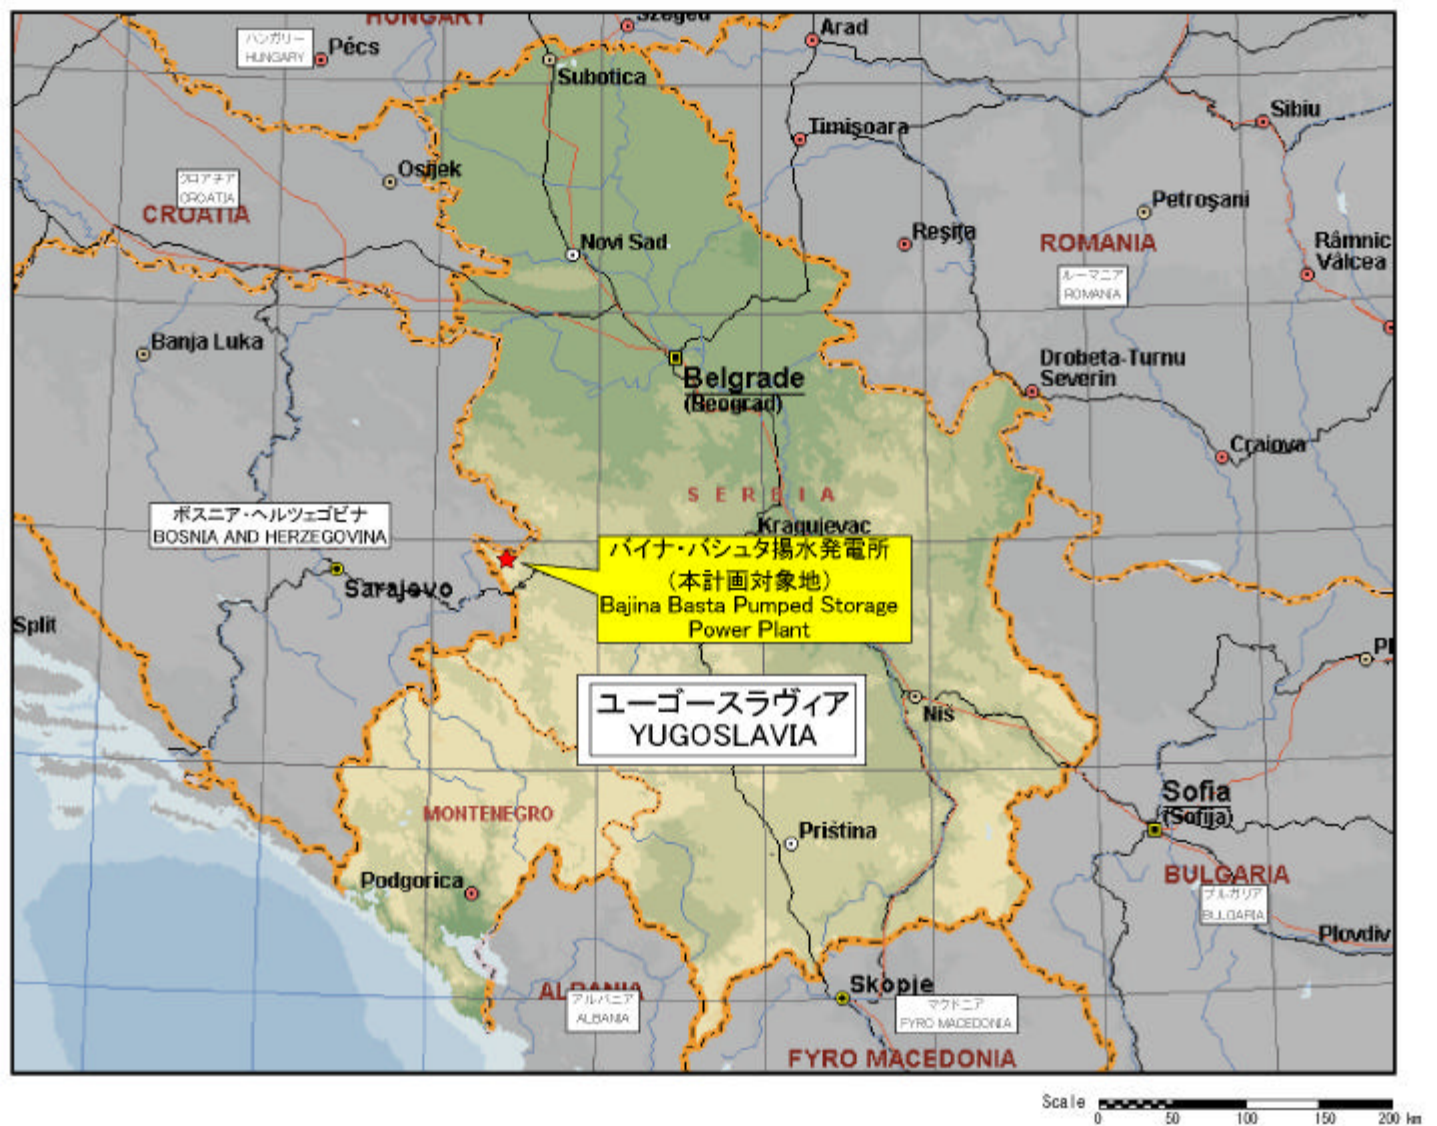 HUNGARY
Szeged
Arad
ハンガリー
HUNGARY
Pécs
Subotica
Sibiu
Timişoara
Osijek
クロアチア
CROATIA
CROATIA
Petroşani
Novi Sad
Reşiţa
ROMANIA
Râmnic
Vâlcea
ルーマニア
ROMANIA
Banja Luka
Drobeta-Turnu
Severin
Belgrade
(Beograd)
Craiova
SERBIA
ボスニア・ヘルツェゴビナ
BOSNIA AND HERZEGOVINA
Kragujevac
バイナ・バシュタ揚水発電所
(本計画対象地)
Bajina Basta Pumped Storage
Power Plant
Sarajevo
Split
Pl
ユーゴースラヴィア
YUGOSLAVIA
Niš
Sofia
(Sofija)
MONTENEGRO
Priština
Podgorica
BULGARIA
ブルガリア
BULGARIA
Plovdiv
Skopje
ALBANIA
アルバニア
ALBANIA
マケドニア
FYRO MACEDONIA
FYRO MACEDONIA
Scale
0 50 100 150 200 km